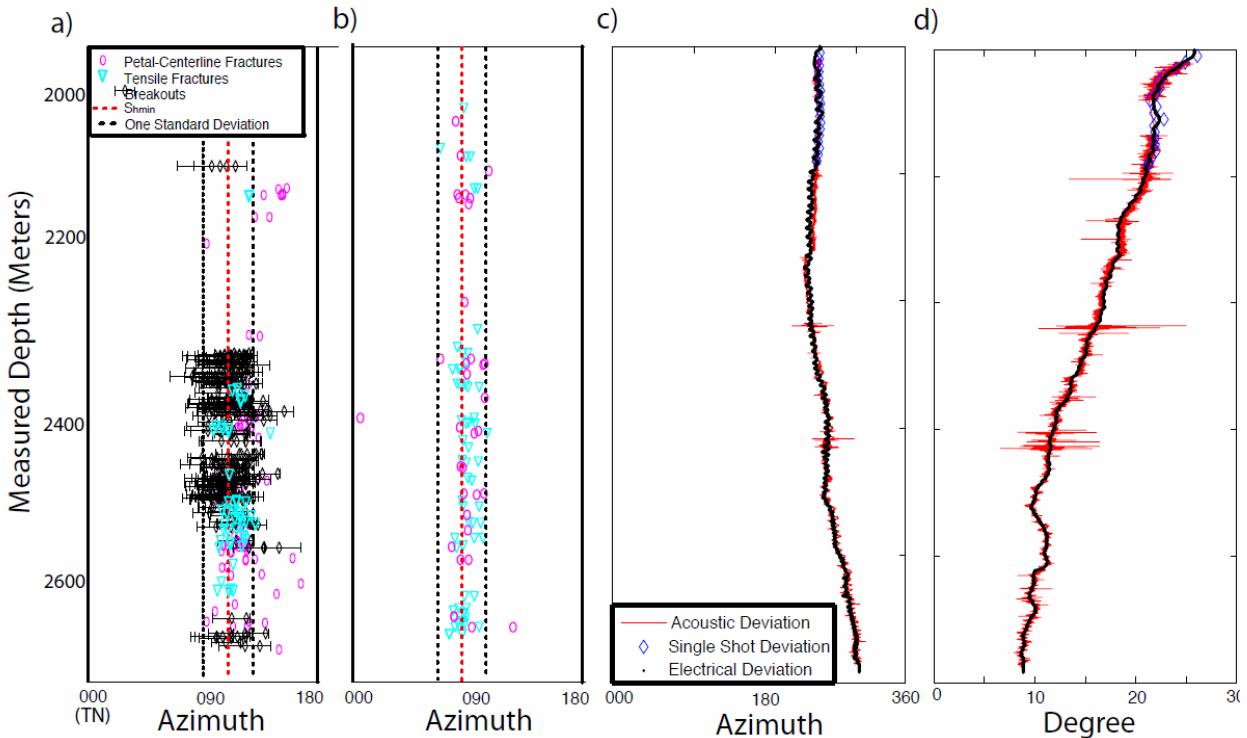 a)
b)
c)
d)
Petal-Centerline Fractures
Tensile Fractures
Breakouts
Shmin
One Standard Deviation
Measured Depth (Meters)
2000
2200
2400
2600
Acoustic Deviation
Single Shot Deviation
Electrical Deviation
000 090 180
(TN)
Azimuth
090 180
Azimuth
000 180 360
Azimuth
0 10 20 30
Degree